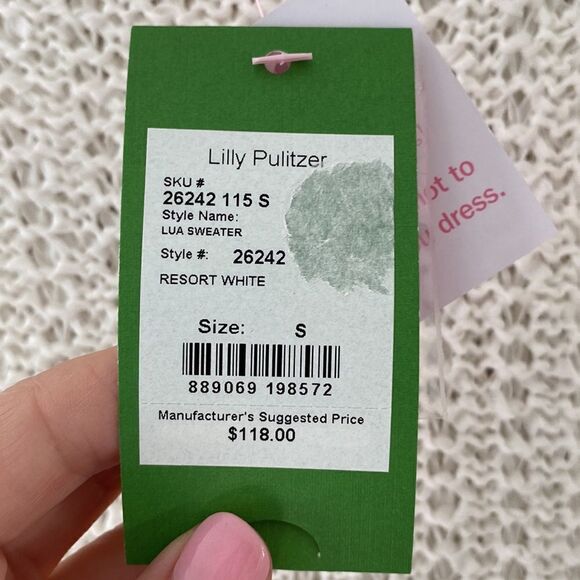 Lilly Pulitzer
SKU #
26242 115 S
Style Name:
LUA SWEATER
Style #: 26242
RESORT WHITE
Size: S
889069 198572
Manufacturer's Suggested Price
$118.00
to
dress.